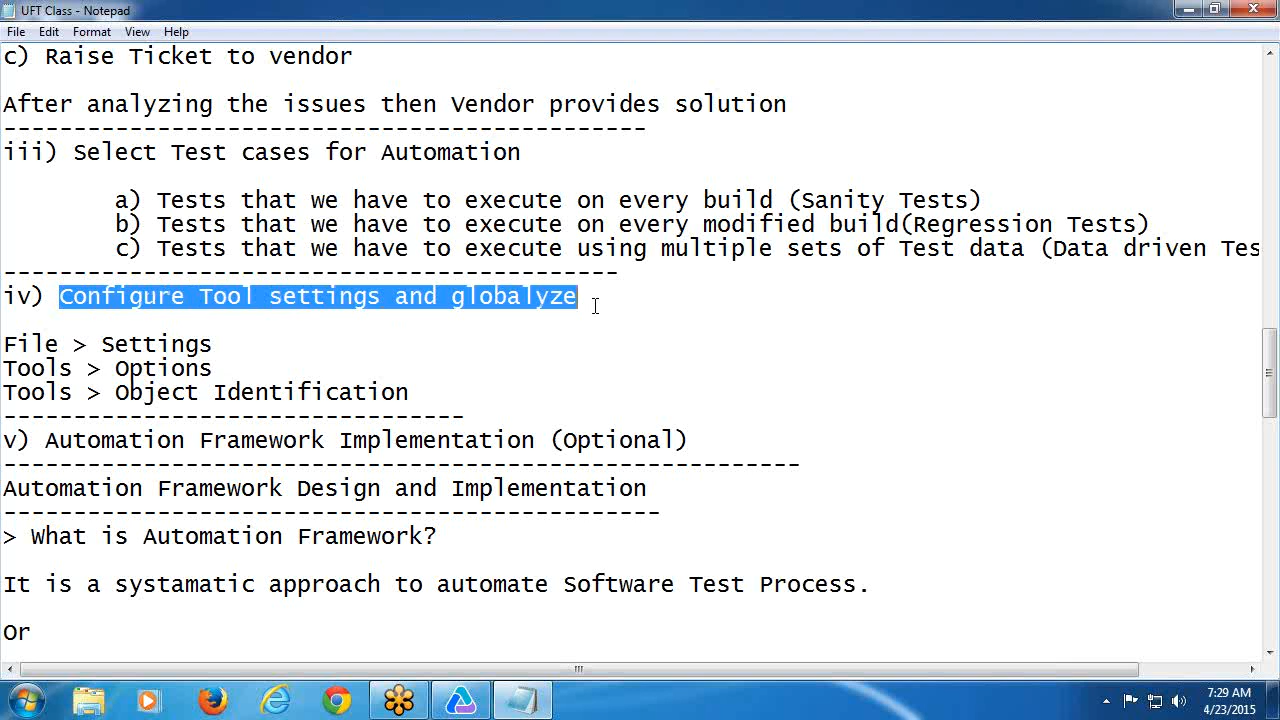 UFT Class - Notepad
File Edit Format View Help
c) Raise Ticket to vendor
After analyzing the issues then Vendor provides solution
----------------------------------------------
iii) Select Test cases for Automation
a) Tests that we have to execute on every build (Sanity Tests)
b) Tests that we have to execute on every modified build(Regression Tests)
c) Tests that we have to execute using multiple sets of Test data (Data driven Tes
--------------------------------------------
iv) Configure Tool settings and globalyze
File > Settings
Tools > Options
Tools > Object Identification
---------------------------------
v) Automation Framework Implementation (Optional)
---------------------------------------------------------
Automation Framework Design and Implementation
-----------------------------------------------
> What is Automation Framework?
It is a systamatic approach to automate Software Test Process.
Or
7:29 AM
4/23/2015